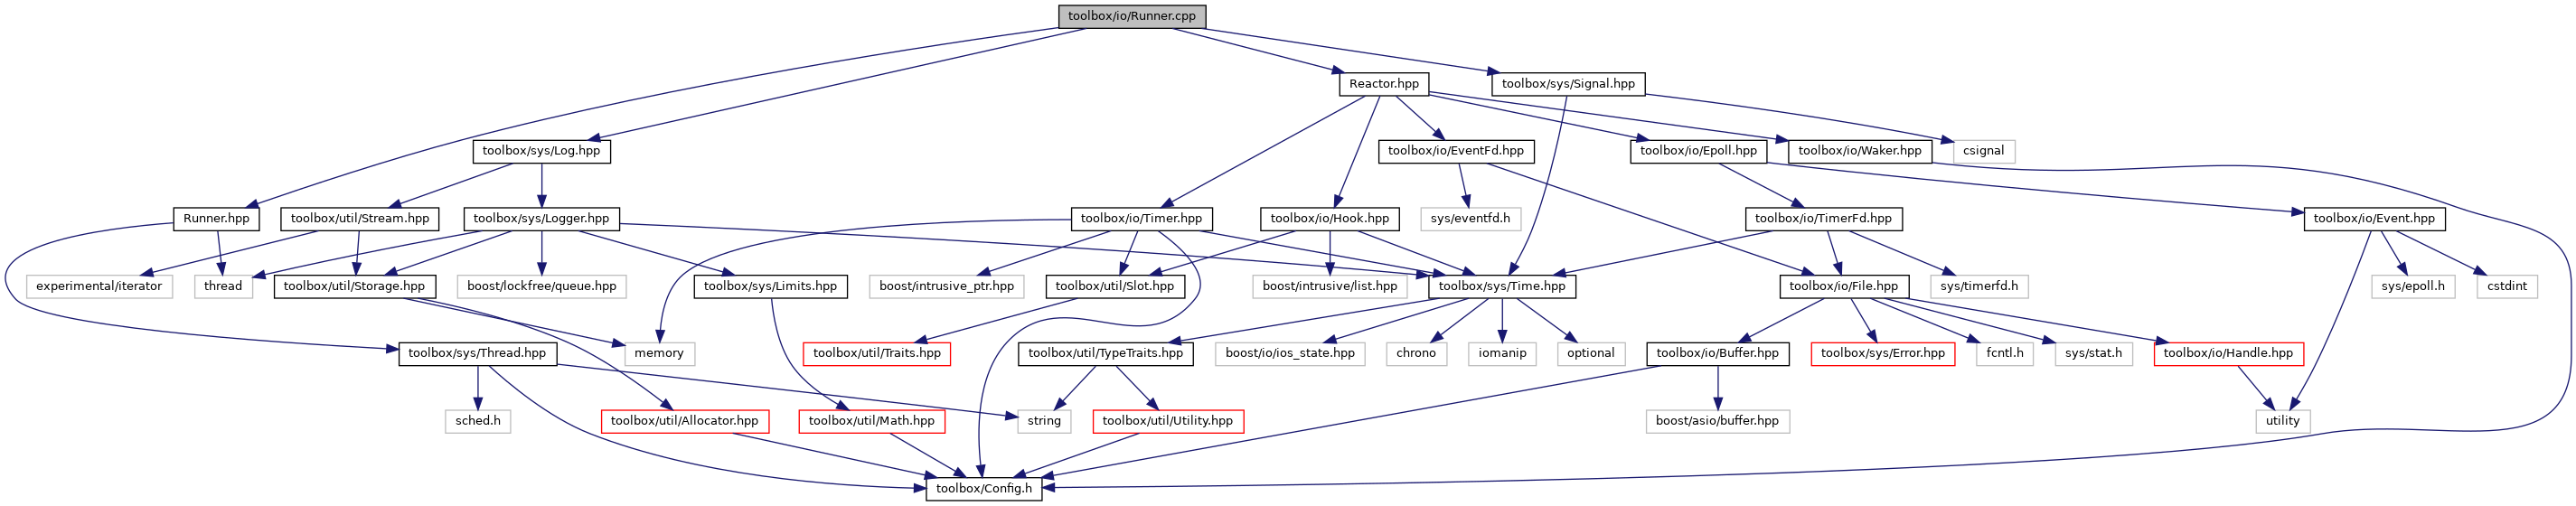 toolbox/io/Runner.cpp
Reactor.hpp
toolbox/sys/Signal.hpp
toolbox/sys/Log.hpp
toolbox/io/EventFd.hpp
toolbox/io/Epoll.hpp
toolbox/io/Waker.hpp
csignal
Runner.hpp
toolbox/util/Stream.hpp
toolbox/sys/Logger.hpp
toolbox/io/Timer.hpp
toolbox/io/Hook.hpp
sys/eventfd.h
toolbox/io/TimerFd.hpp
toolbox/io/Event.hpp
experimental/iterator
thread
toolbox/util/Storage.hpp
boost/lockfree/queue.hpp
toolbox/sys/Limits.hpp
boost/intrusive_ptr.hpp
toolbox/util/Slot.hpp
boost/intrusive/list.hpp
toolbox/sys/Time.hpp
toolbox/io/File.hpp
sys/timerfd.h
sys/epoll.h
cstdint
toolbox/sys/Thread.hpp
memory
toolbox/util/Traits.hpp
toolbox/util/TypeTraits.hpp
boost/io/ios_state.hpp
chrono
iomanip
optional
toolbox/io/Buffer.hpp
toolbox/sys/Error.hpp
fcntl.h
sys/stat.h
toolbox/io/Handle.hpp
sched.h
toolbox/util/Allocator.hpp
toolbox/util/Math.hpp
string
toolbox/util/Utility.hpp
boost/asio/buffer.hpp
utility
toolbox/Config.h